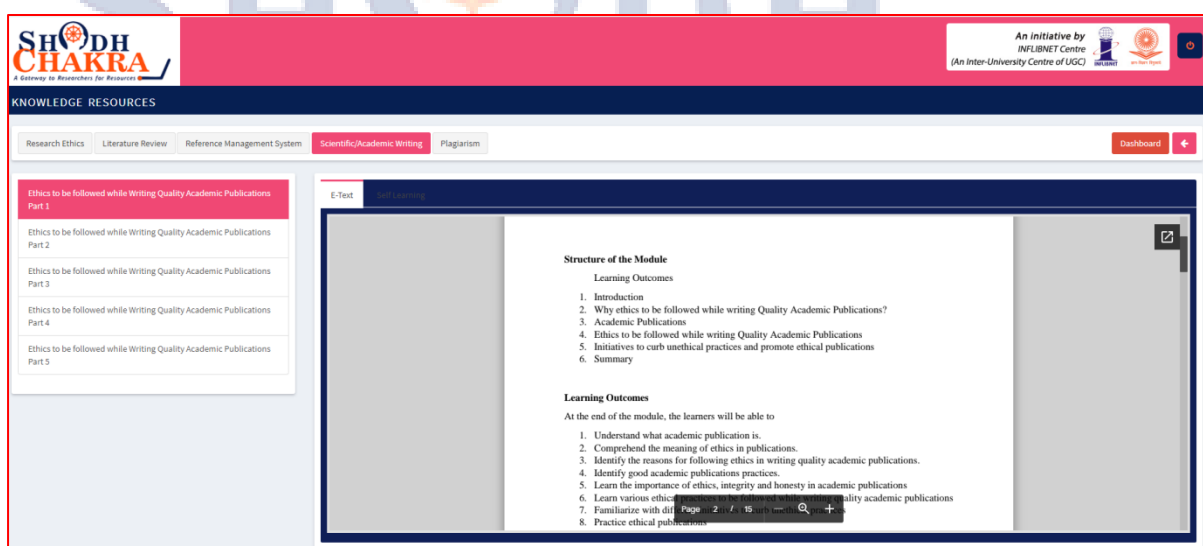 SHODH
CHAKRA
A Gateway to Researchers for Resources
An initiative by
INFLIBNET Centre
(An Inter-University Centre of UGC)
INFLIBNET
KNOWLEDGE RESOURCES
Research Ethics Literature Review Reference Management System Scientific/Academic Writing Plagiarism Dashboard
Ethics to be followed while Writing Quality Academic Publications
Part 1
Ethics to be followed while Writing Quality Academic Publications
Part 2
Ethics to be followed while Writing Quality Academic Publications
Part 3
Ethics to be followed while Writing Quality Academic Publications
Part 4
Ethics to be followed while Writing Quality Academic Publications
Part 5
E-Text Self Learning
Structure of the Module
Learning Outcomes
1. Introduction
2. Why ethics to be followed while writing Quality Academic Publications?
3. Academic Publications
4. Ethics to be followed while writing Quality Academic Publications
5. Initiatives to curb unethical practices and promote ethical publications
6. Summary
Learning Outcomes
At the end of the module, the learners will be able to
1. Understand what academic publication is.
2. Comprehend the meaning of ethics in publications.
3. Identify the reasons for following ethics in writing quality academic publications.
4. Identify good academic publications practices.
5. Learn the importance of ethics, integrity and honesty in academic publications
6. Learn various ethical practices to be followed while writing quality academic publications
7. Familiarize with different initiatives to curb unethical practices
8. Practice ethical publications
Page 2 / 15